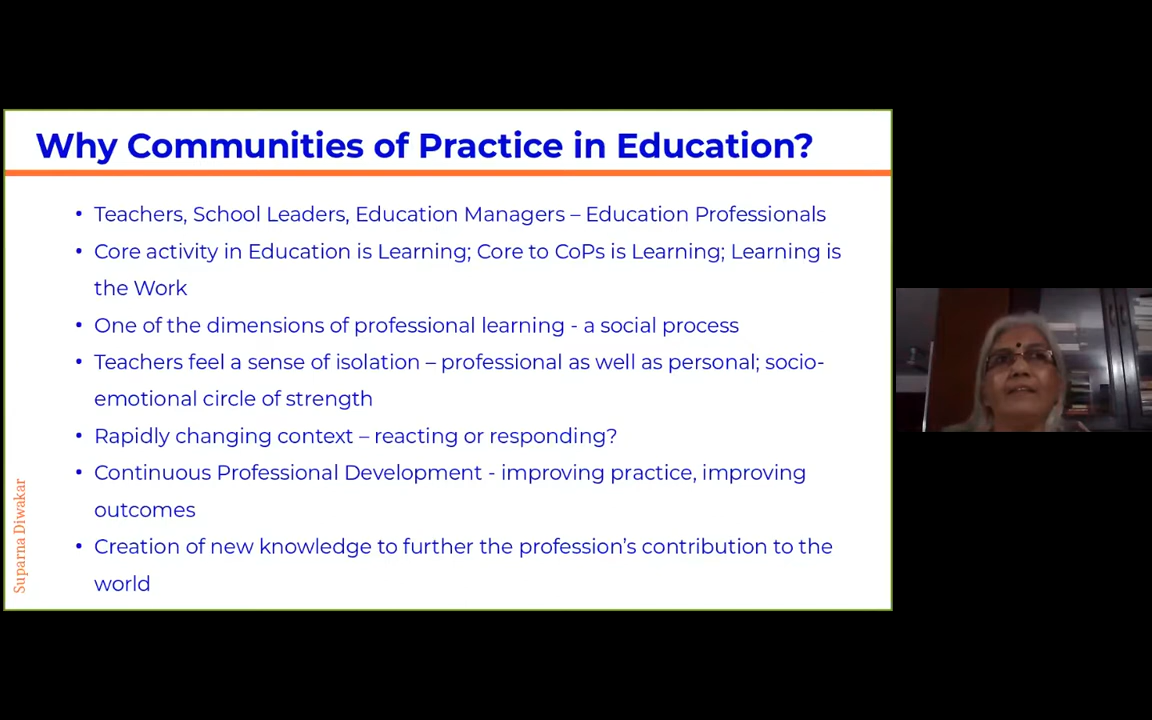 Why Communities of Practice in Education?
• Teachers, School Leaders, Education Managers – Education Professionals
• Core activity in Education is Learning; Core to CoPs is Learning; Learning is
the Work
• One of the dimensions of professional learning - a social process
• Teachers feel a sense of isolation – professional as well as personal; socio-
emotional circle of strength
• Rapidly changing context – reacting or responding?
• Continuous Professional Development - improving practice, improving
outcomes
• Creation of new knowledge to further the profession’s contribution to the
world
Suparna Diwakar